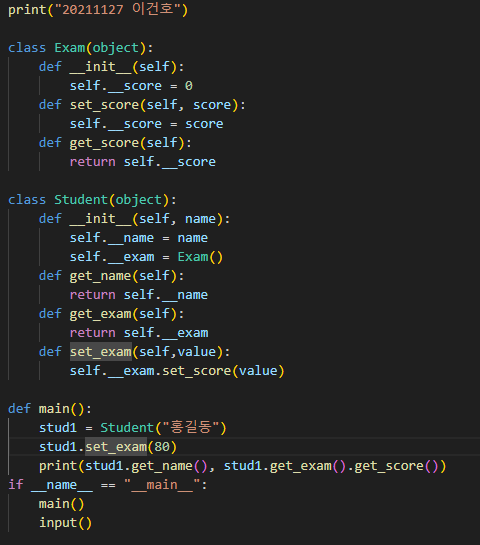 print("20211127 이건호")
class Exam(object):
    def __init__(self):
        self.__score = 0
    def set_score(self, score):
        self.__score = score
    def get_score(self):
        return self.__score
class Student(object):
    def __init__(self, name):
        self.__name = name
        self.__exam = Exam()
    def get_name(self):
        return self.__name
    def get_exam(self):
        return self.__exam
    def set_exam(self,value):
        self.__exam.set_score(value)
def main():
    stud1 = Student("홍길동")
    stud1.set_exam(80)
    print(stud1.get_name(), stud1.get_exam().get_score())
if __name__ == "__main__":
    main()
    input()